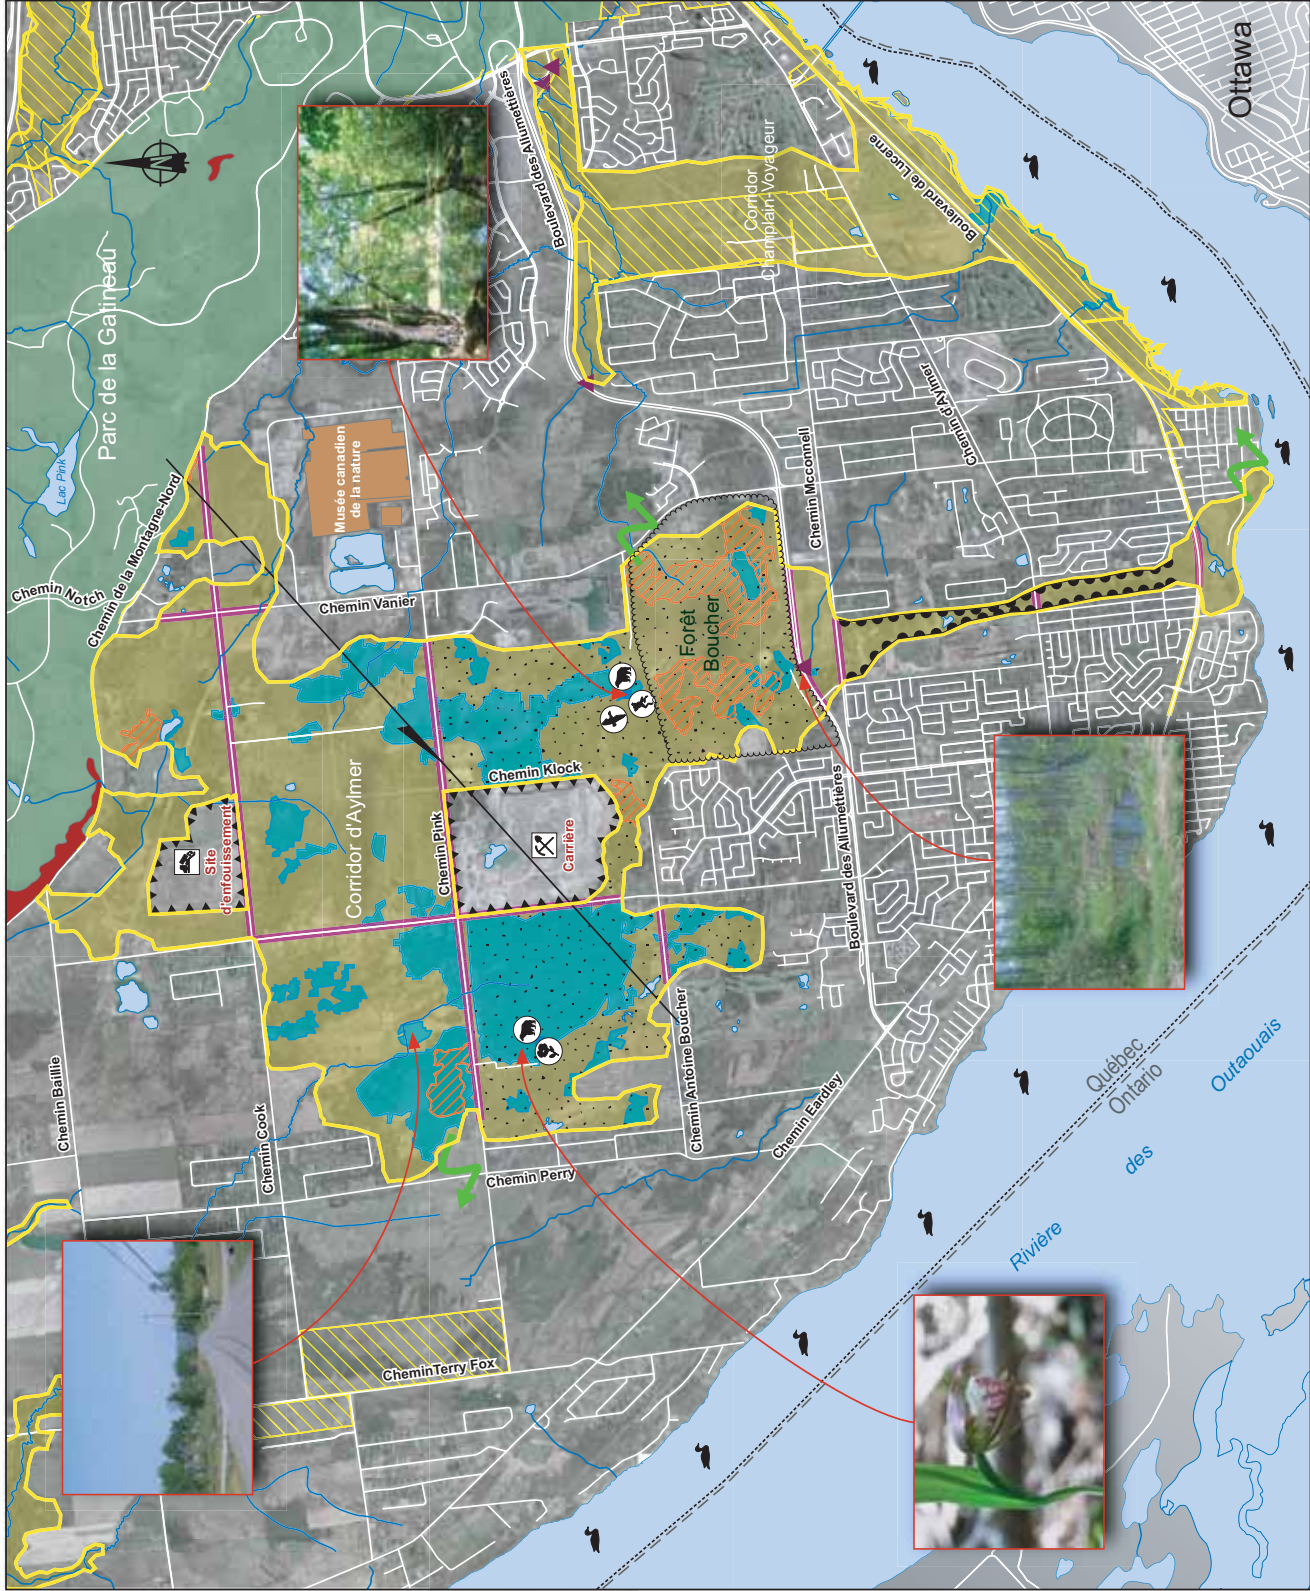 Ottawa
Parc de la Gatineau
Lac Pink
Boulevard des Allumettières
Corridor
Champlain-Voyageur
Boulevard de Lucerne
Chemin Notch
Chemin de la Montagne-Nord
Musée canadien
de la nature
Chemin Vanier
Chemin Mcconnell
Chemin d'Aylmer
Forêt
Boucher
Chemin Klock
Corridor d'Aylmer
Chemin Pink
Carrière
Site
d'enfouissement
Boulevard des Allumettières
Chemin Baillie
Chemin Cook
Chemin Antoine Boucher
Chemin Eardley
Chemin Perry
CheminTerry Fox
Québec
Ontario
Rivière
des
Outaouais
N